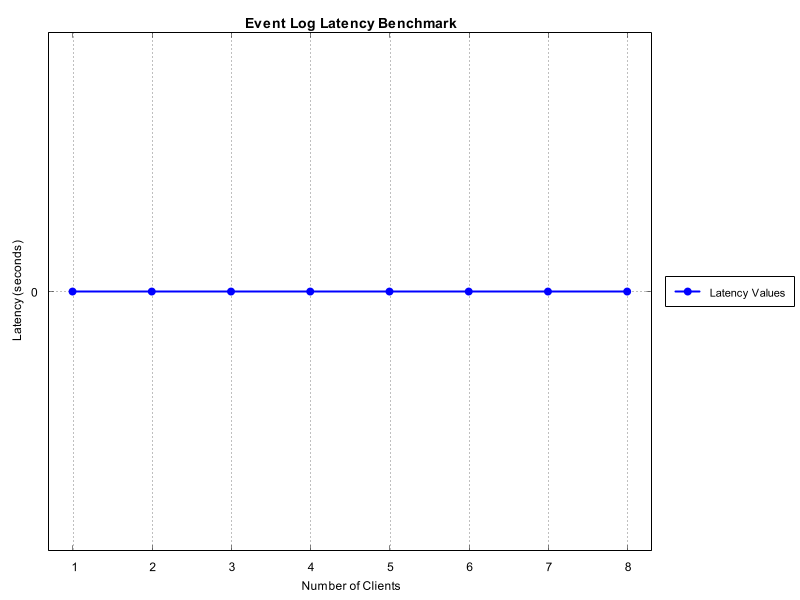 Event Log Latency Benchmark
Latency (seconds)
0
Latency Values
1 2 3 4 5 6 7 8
Number of Clients